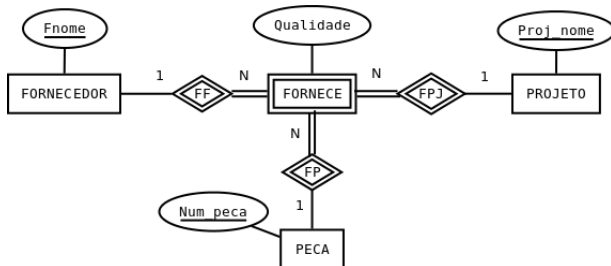 Fnome
Qualidade
Proj_nome
FORNECEDOR
1
FF
N
FORNECE
N
FPJ
1
PROJETO
N
FP
1
Num_peca
PECA